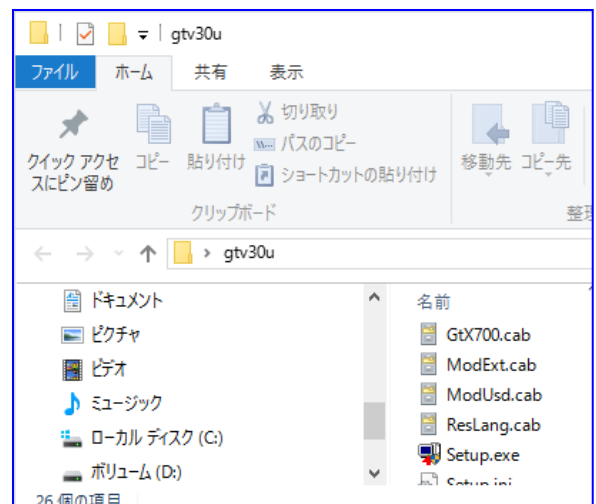 gtv30u
ファイル ホーム 共有 表示
クイック アクセスにピン留め
コピー
貼り付け
切り取り
パスのコピー
ショートカットの貼り付け
移動先
コピー先
クリップボード
整理
gtv30u
ドキュメント
ピクチャ
ビデオ
ミュージック
ローカル ディスク (C:)
ボリューム (D:)
名前
GtX700.cab
ModExt.cab
ModUsd.cab
ResLang.cab
Setup.exe
Setup.ini
26 個の項目